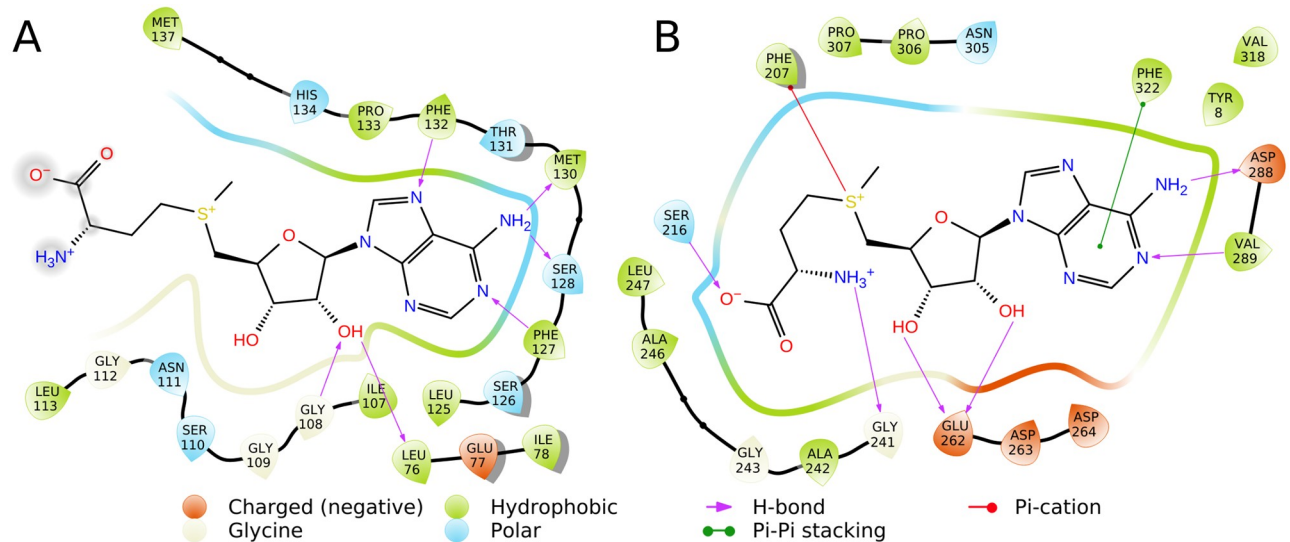 A
MET
137
HIS
134
PRO
133
PHE
132
THR
131
MET
130
SER
128
PHE
127
SER
126
LEU
125
ILE
78
GLU
77
LEU
76
ILE
107
GLY
108
GLY
109
SER
110
ASN
111
GLY
112
LEU
113
O⁻
O
H₃N⁺
S⁺
O
N
N
N
N
NH₂
HO
OH
B
PHE
207
PRO
307
PRO
306
ASN
305
PHE
322
VAL
318
TYR
8
ASP
288
VAL
289
SER
216
LEU
247
ALA
246
GLY
243
ALA
242
GLY
241
GLU
262
ASP
263
ASP
264
S⁺
O
N
N
N
N
NH₂
NH₃⁺
O⁻
O
HO
OH
Charged (negative)
Hydrophobic
H-bond
Pi-cation
Glycine
Polar
Pi-Pi stacking